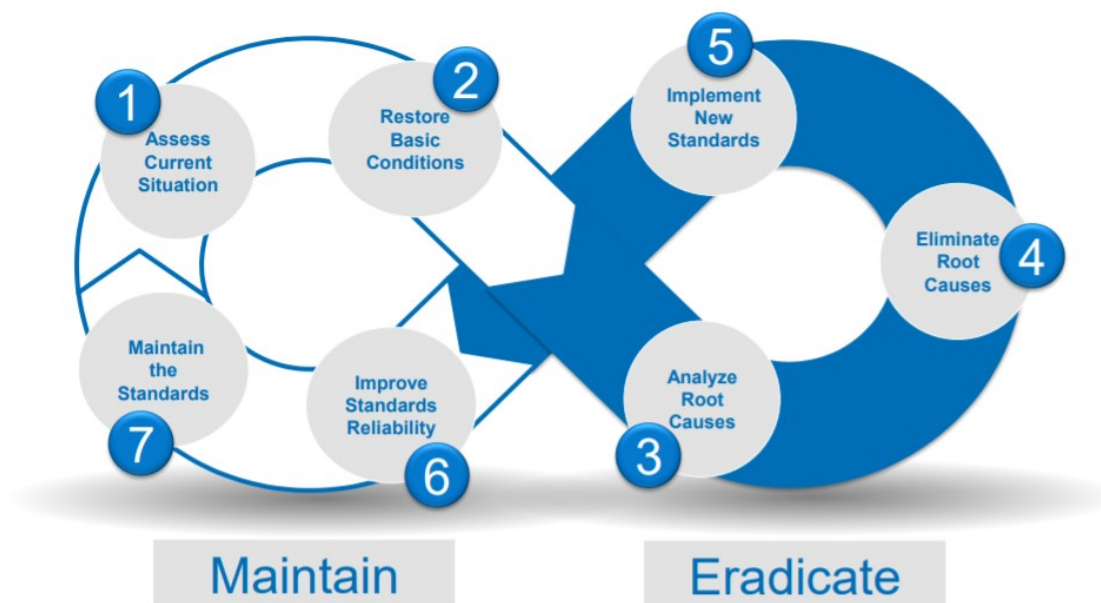 1
Assess
Current
Situation
2
Restore
Basic
Conditions
3
Analyze
Root
Causes
4
Eliminate
Root
Causes
5
Implement
New
Standards
6
Improve
Standards
Reliability
7
Maintain
the
Standards
Maintain
Eradicate